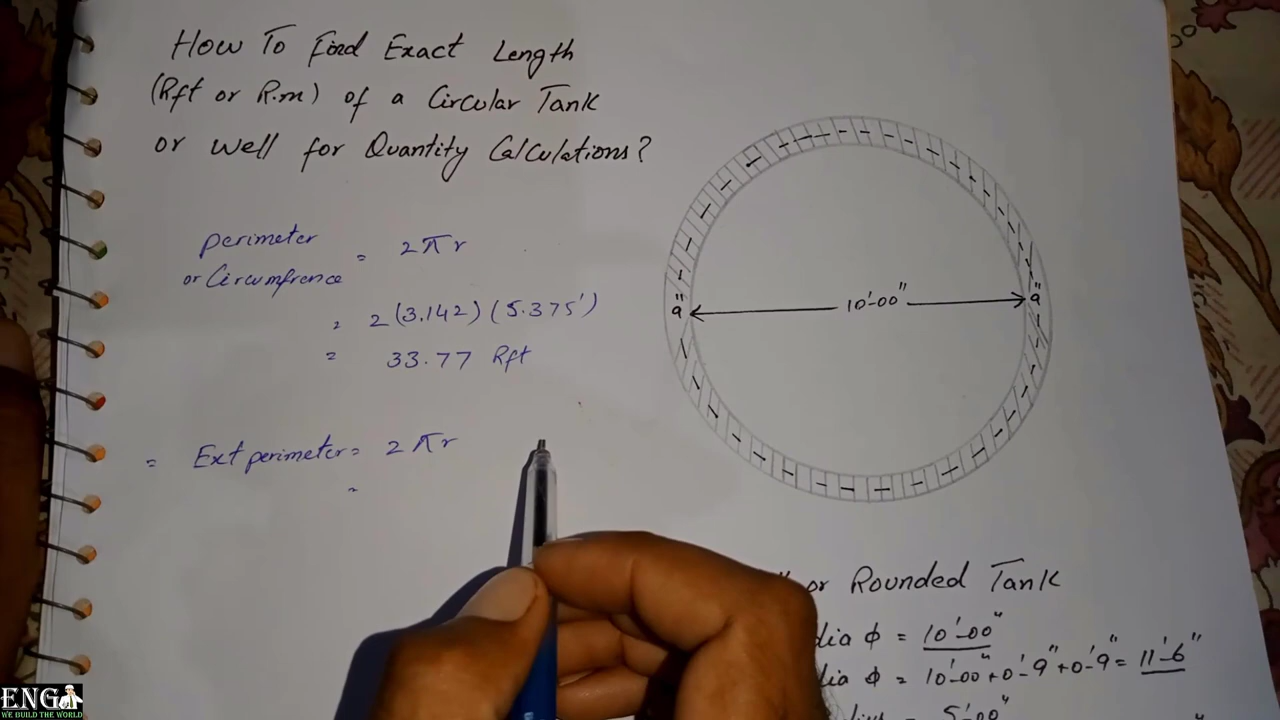 How To Find Exact Length
(Rft or R.m) of a Circular Tank
or well for Quantity Calculations?
perimeter
or Circumfrence = 2πr
= 2(3.142)(5.375')
= 33.77 Rft
= Ext perimeter = 2πr
=
9"
10'-00"
9"
or Rounded Tank
dia ϕ = 10'-00"
dia ϕ = 10'-00"+0'-9"+0'-9" = 11'-6"
= 5'-00"
ENG
WE BUILD THE WORLD